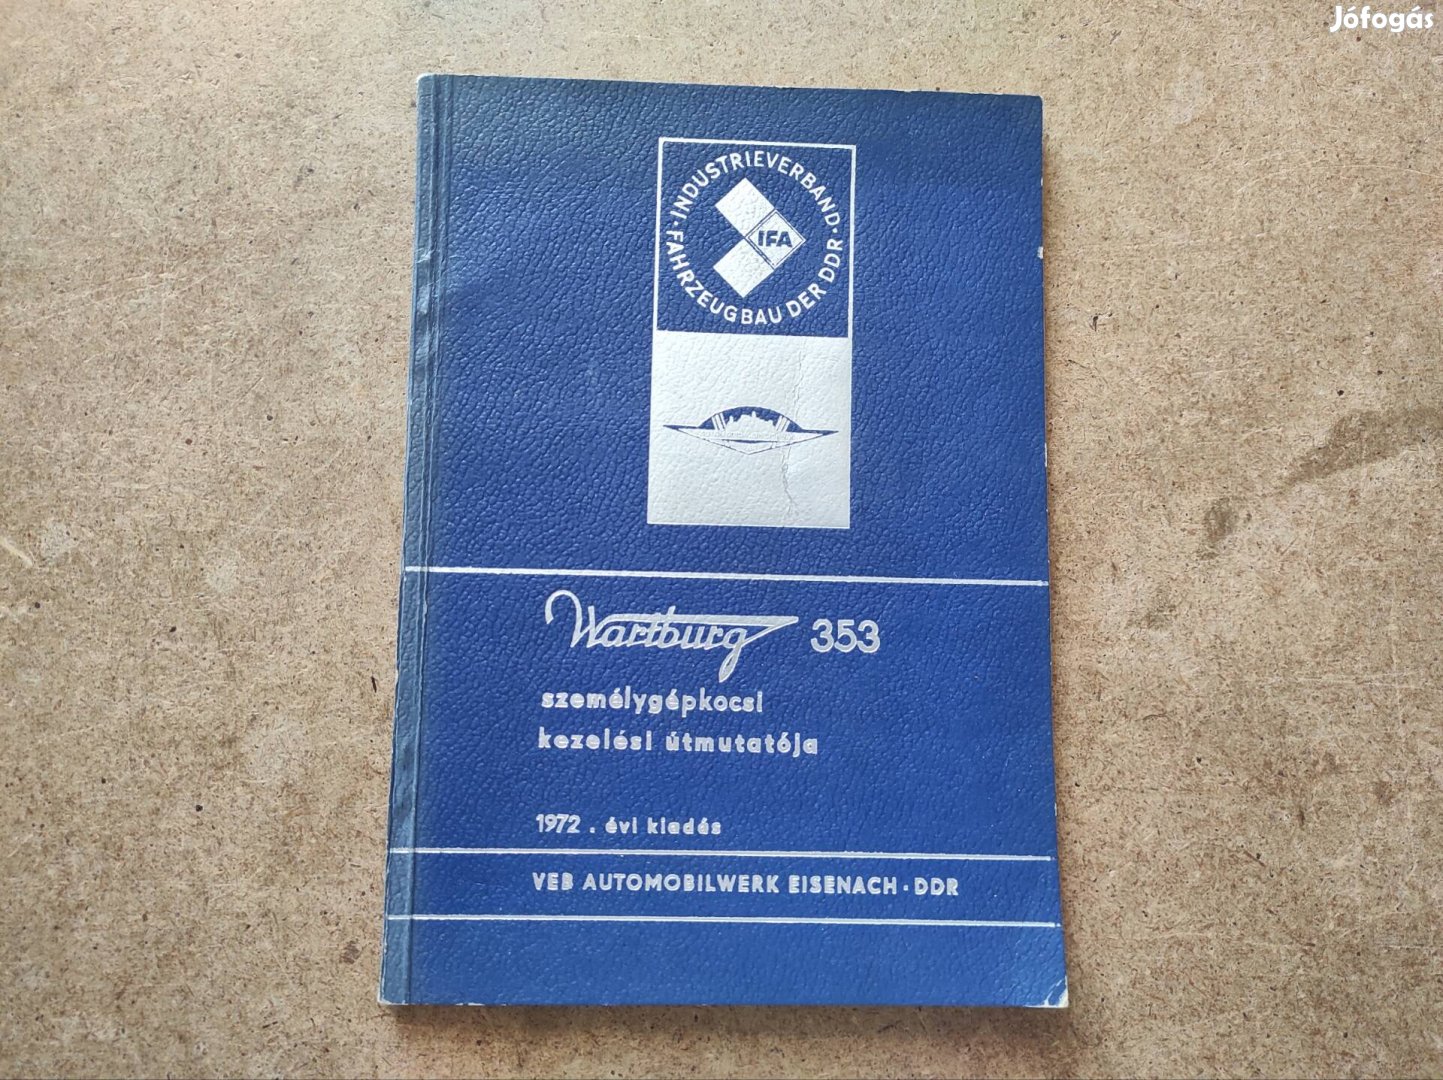 Jófogás
· INDUSTRIEVERBAND ·
FAHRZEUGBAU DER DDR
IFA
Wartburg 353
személygépkocsi
kezelési útmutatója
1972 . évi kiadás
VEB AUTOMOBILWERK EISENACH · DDR